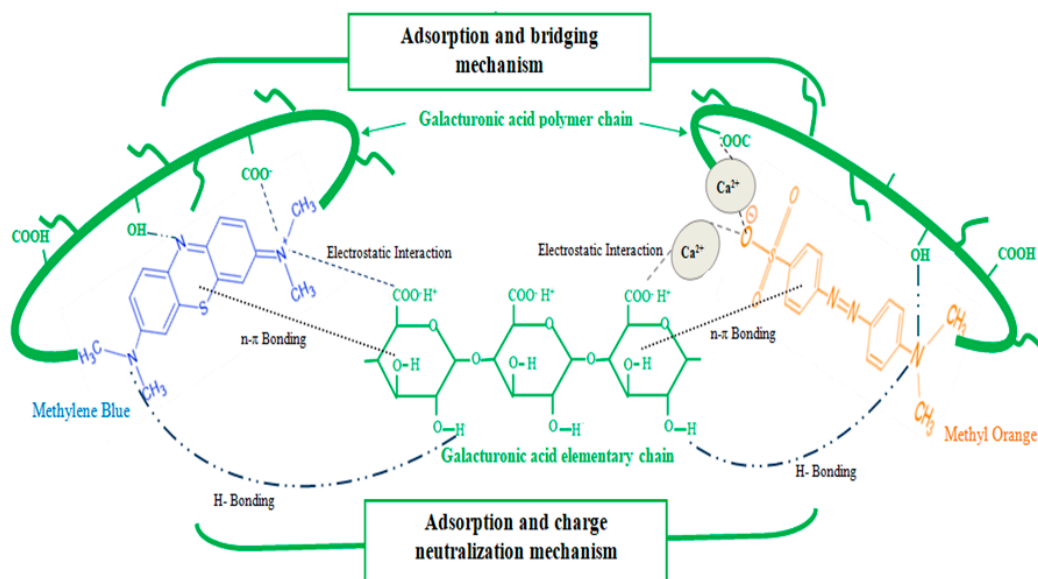 Adsorption and bridging
mechanism
Galacturonic acid polymer chain
COO-
OH
COOH
N
S
N+
CH3
CH3
N
H3C
CH3
Methylene Blue
Electrostatic Interaction
n-π Bonding
H- Bonding
-OOC
Ca2+
Ca2+
Electrostatic Interaction
O
O
S
O
N=N
N
CH3
CH3
OH
COOH
Methyl Orange
n-π Bonding
H- Bonding
COO- H+
COO- H+
COO- H+
O
O
O
O
O
O-H
O-H
O-H
O-H
O-H
O-H
Galacturonic acid elementary chain
Adsorption and charge
neutralization mechanism